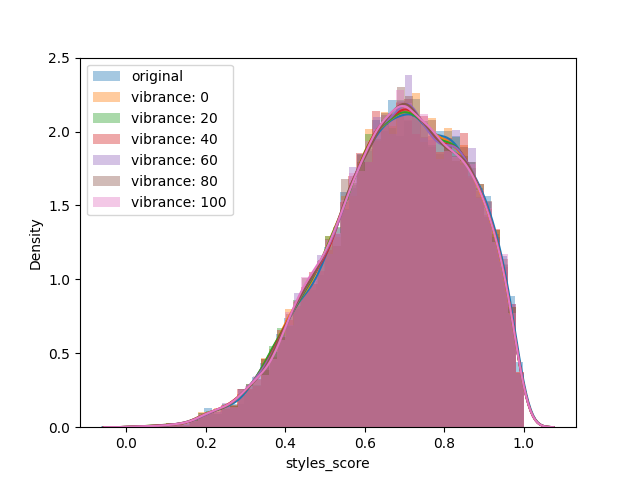 original
vibrance: 0
vibrance: 20
vibrance: 40
vibrance: 60
vibrance: 80
vibrance: 100
2.5
2.0
1.5
1.0
0.5
0.0
Density
0.0 0.2 0.4 0.6 0.8 1.0
styles_score